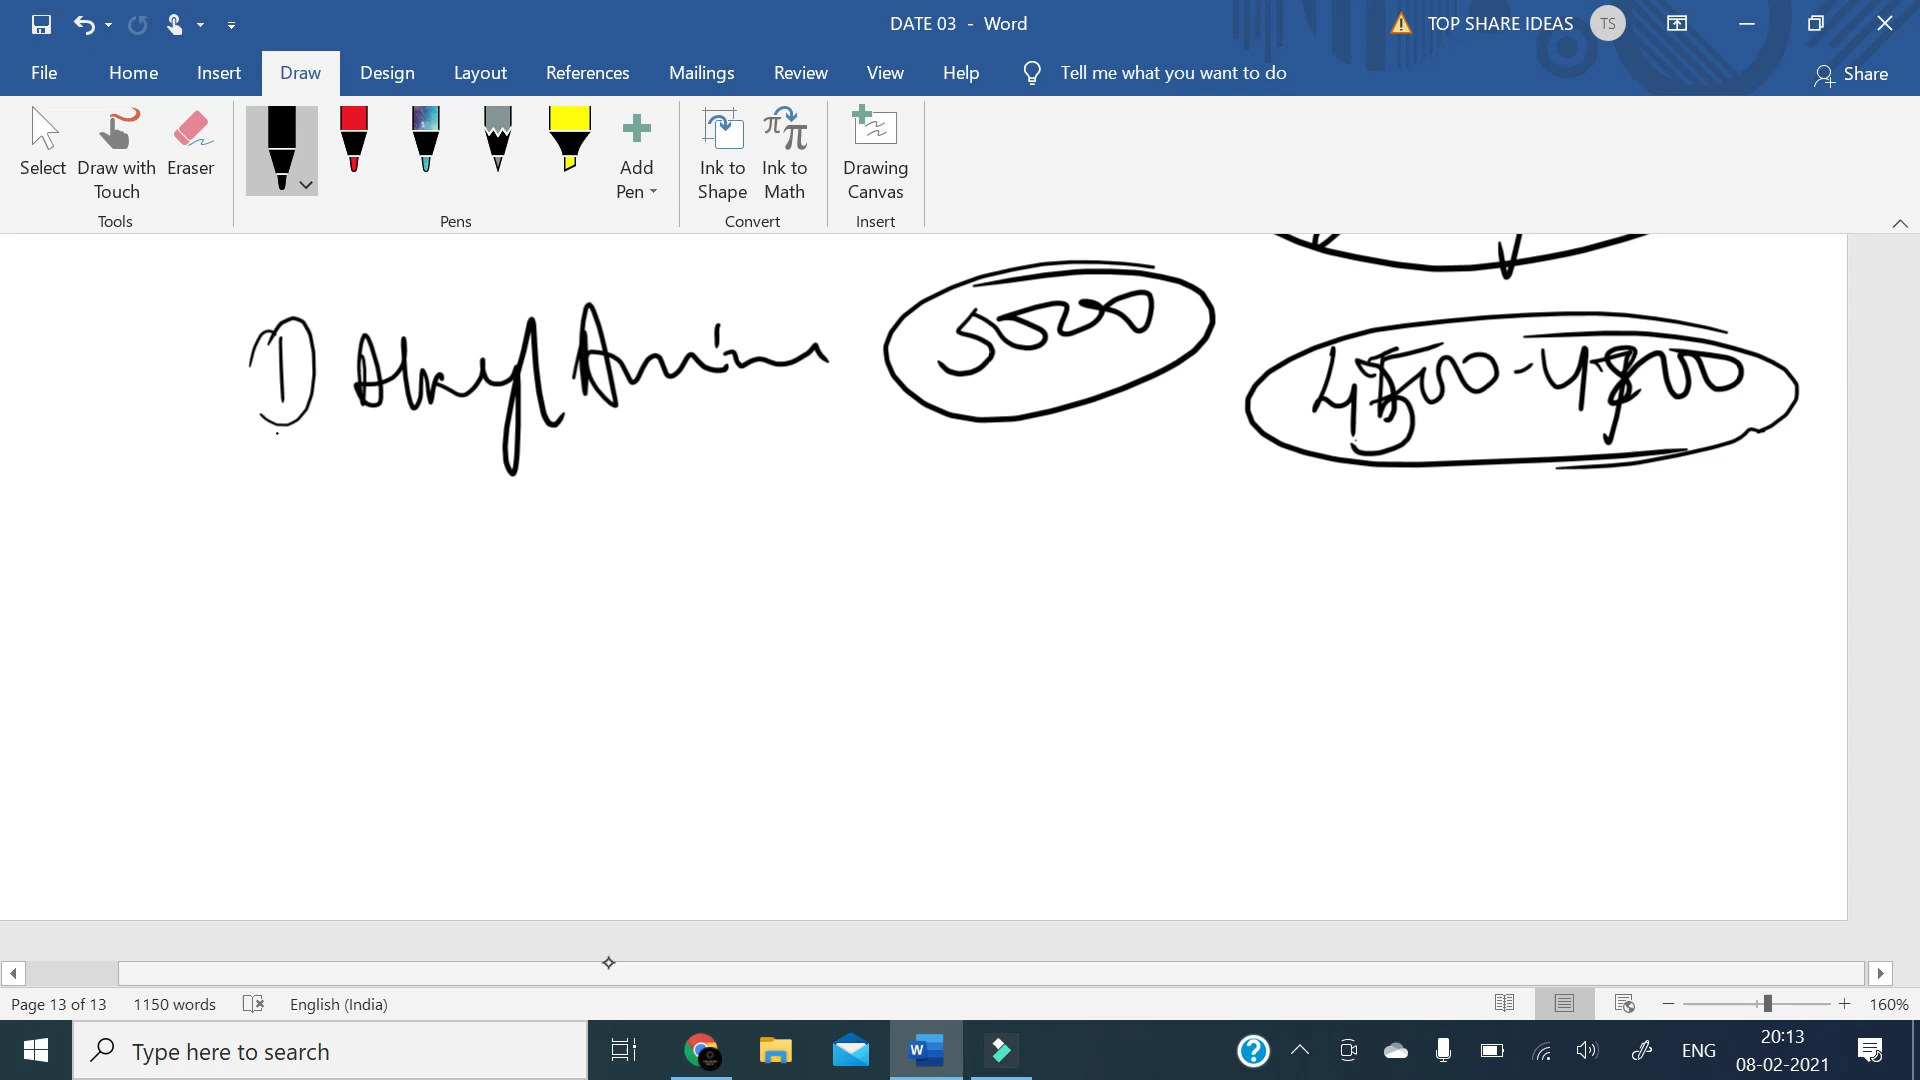 DATE 03 - Word
TOP SHARE IDEAS TS
File Home Insert Draw Design Layout References Mailings Review View Help Tell me what you want to do Share
Select Draw with Touch Eraser
Add Pen
Ink to Shape Ink to Math
Drawing Canvas
Tools Pens Convert Insert
1) Alkyl Amine 5000
4500-4800
Page 13 of 13 1150 words English (India) 160%
W
Type here to search
ENG
20:13
08-02-2021